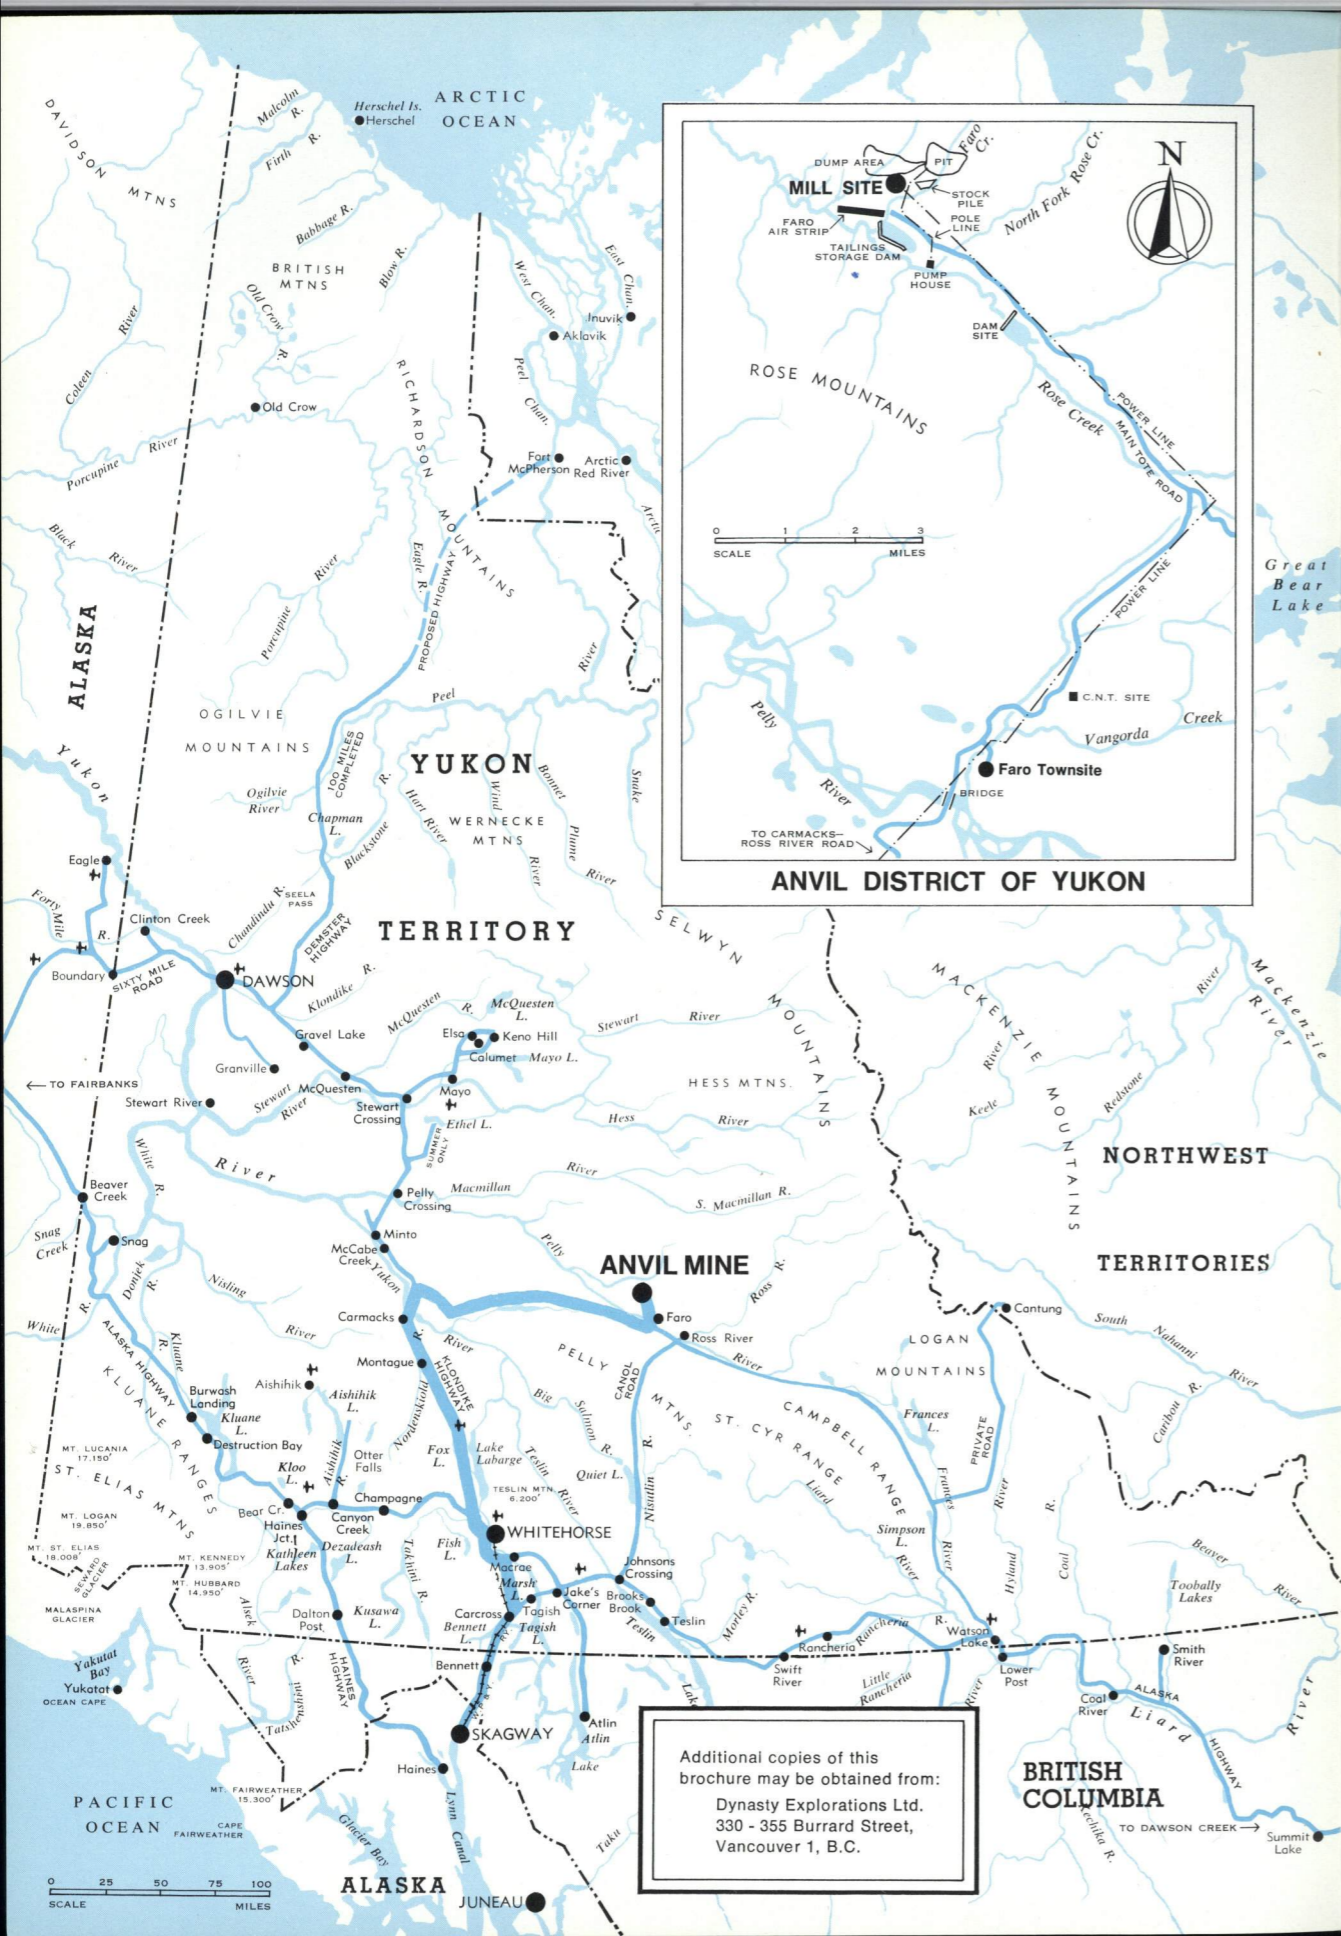 ARCTIC
OCEAN
Herschel Is.
Herschel
Malcolm
R.
Firth R.
DAVIDSON MTNS
Babbage R.
BRITISH
MTNS
Blow R.
Old Crow
R.
Coleen
River
Old Crow
Porcupine
River
Black
River
RICHARDSON
MOUNTAINS
West Chan.
East Chan.
Inuvik
Aklavik
Peel
Chan.
Fort
McPherson
Arctic
Red River
Arctic
Eagle R.
PROPOSED HIGHWAY
Porcupine
River
River
Peel
ALASKA
Yukon
OGILVIE
MOUNTAINS
100 MILES
COMPLETED
YUKON
Ogilvie
River
Chapman
L.
Blackstone
R.
Hart River
Wind
River
WERNECKE
MTNS
Bonnet
Plume
River
Snake
Eagle
Forty Mile
R.
Clinton Creek
Chandindu R.
SEELA
PASS
DEMSTER
HIGHWAY
TERRITORY
SELWYN
MOUNTAINS
Boundary
SIXTY MILE
ROAD
DAWSON
Klondike
R.
McQuesten
R.
McQuesten
L.
Gravel Lake
Elsa
Keno Hill
Calumet
Mayo L.
Stewart
River
Granville
McQuesten
Mayo
HESS MTNS.
← TO FAIRBANKS
Stewart River
Stewart
River
Stewart
Crossing
Ethel L.
SUMMER
ONLY
Hess
River
White
R.
River
River
Macmillan
S. Macmillan R.
Beaver
Creek
Pelly
Crossing
Snag
Creek
Snag
Minto
McCabe
Creek
Pelly
Donjek
R.
Nisling
River
Yukon
R.
ANVIL MINE
Ross R.
White
R.
Carmacks
Faro
Ross River
River
River
ALASKA HIGHWAY
Kluane
R.
KLUANE RANGES
Montague
KLONDIKE
HIGHWAY
PELLY
MTNS.
CANOL
ROAD
Aishihik
Aishihik
L.
Nordenskiold
Burwash
Landing
Kluane
L.
Destruction Bay
Big
Salmon
R.
ST. CYR RANGE
CAMPBELL RANGE
MT. LUCANIA
17,150'
ST. ELIAS MTNS
Kloo
L.
Aishihik
R.
Otter
Falls
Fox
L.
Lake
Labarge
Teslin
River
Quiet L.
Nisutlin
R.
Liard
River
TESLIN MTN.
6,200'
MT. LOGAN
19,850'
Bear Cr.
Haines
Jct.
Canyon
Creek
Champagne
WHITEHORSE
MT. ST. ELIAS
18,008'
SEWARD
GLACIER
MT. KENNEDY
13,905'
MT. HUBBARD
14,950'
Kathleen
Lakes
Dezadeash
L.
Takhini R.
Fish
L.
Macrae
Marsh
L.
Jake's
Corner
Johnsons
Crossing
Brooks
Brook
MALASPINA
GLACIER
Alsek
River
Dalton
Post
Kusawa
L.
Carcross
Tagish
Bennett
L.
Tagish
L.
Teslin
Teslin
Lake
Morley R.
Rancheria
Rancheria
R.
Swift
River
Little
Rancheria
Yakutat
Bay
Yukatat
OCEAN CAPE
R.
Tatshenshini
HAINES
HIGHWAY
Bennett
W.P. & Y. RY.
SKAGWAY
Atlin
Atlin
Lake
Haines
Lynn Canal
MT. FAIRWEATHER
15,300'
CAPE
FAIRWEATHER
PACIFIC
OCEAN
Glacier Bay
ALASKA
JUNEAU
Taku
0 25 50 75 100
SCALE MILES
MACKENZIE
MOUNTAINS
Mackenzie
River
River
River
Keele
Redstone
NORTHWEST
TERRITORIES
Cantung
LOGAN
MOUNTAINS
South
Nahanni
River
Caribou
R.
Frances
L.
PRIVATE
ROAD
Frances
River
Simpson
L.
Hyland
River
Coal
R.
Beaver
River
Toobally
Lakes
Watson
Lake
Lower
Post
Smith
River
Coal
River
River
ALASKA
HIGHWAY
Liard
River
BRITISH
COLUMBIA
Kechika R.
TO DAWSON CREEK →
Summit
Lake
Great
Bear
Lake
DUMP AREA
PIT
Faro
Cr.
MILL SITE
STOCK
PILE
FARO
AIR STRIP
POLE
LINE
TAILINGS
STORAGE DAM
PUMP
HOUSE
North Fork Rose Cr.
N
DAM
SITE
ROSE MOUNTAINS
Rose Creek
POWER LINE
MAIN TOTE ROAD
0 1 2 3
SCALE MILES
POWER LINE
C.N.T. SITE
Vangorda
Creek
Pelly
River
Faro Townsite
BRIDGE
TO CARMACKS—
ROSS RIVER ROAD
ANVIL DISTRICT OF YUKON
Additional copies of this
brochure may be obtained from:
Dynasty Explorations Ltd.
330 - 355 Burrard Street,
Vancouver 1, B.C.